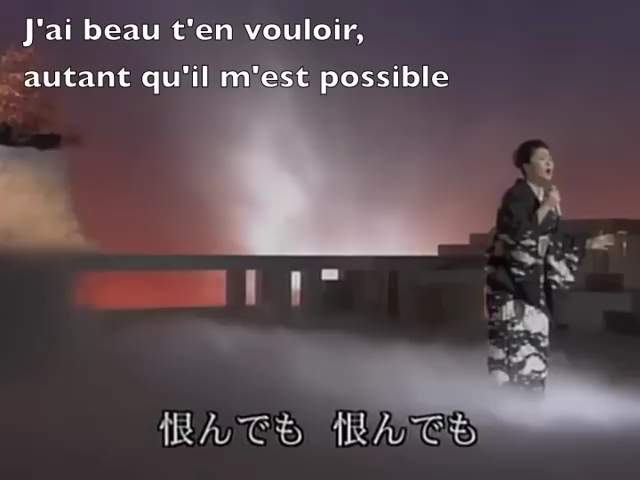 J'ai beau t'en vouloir,
autant qu'il m'est possible
恨んでも 恨んでも